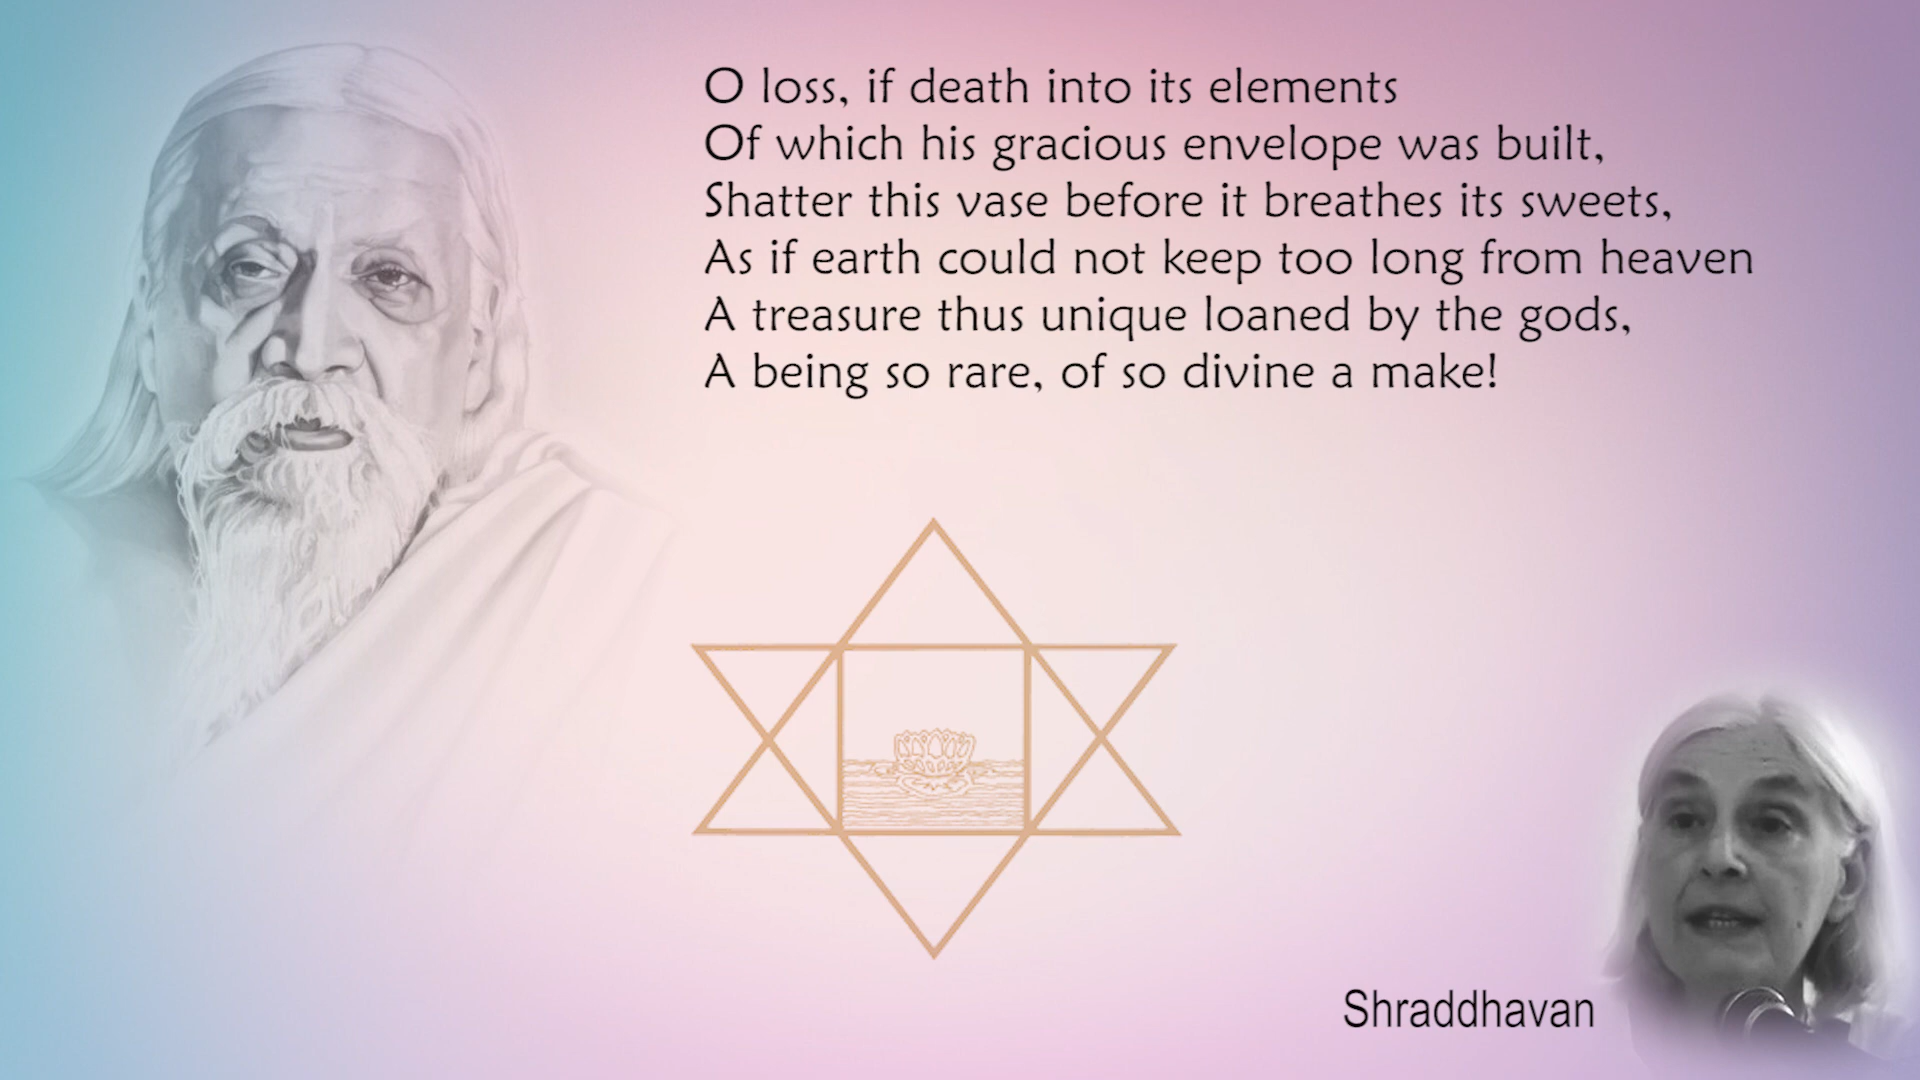 O loss, if death into its elements
Of which his gracious envelope was built,
Shatter this vase before it breathes its sweets,
As if earth could not keep too long from heaven
A treasure thus unique loaned by the gods,
A being so rare, of so divine a make!
Shraddhavan